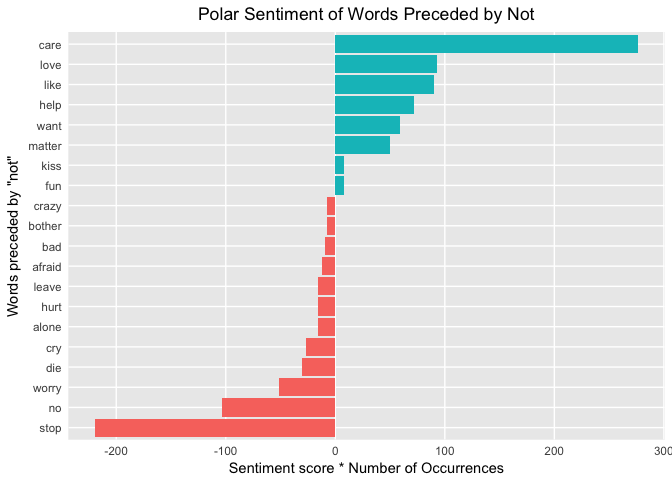 Polar Sentiment of Words Preceded by Not
Words preceded by "not"
care
love
like
help
want
matter
kiss
fun
crazy
bother
bad
afraid
leave
hurt
alone
cry
die
worry
no
stop
-200 -100 0 100 200 300
Sentiment score * Number of Occurrences